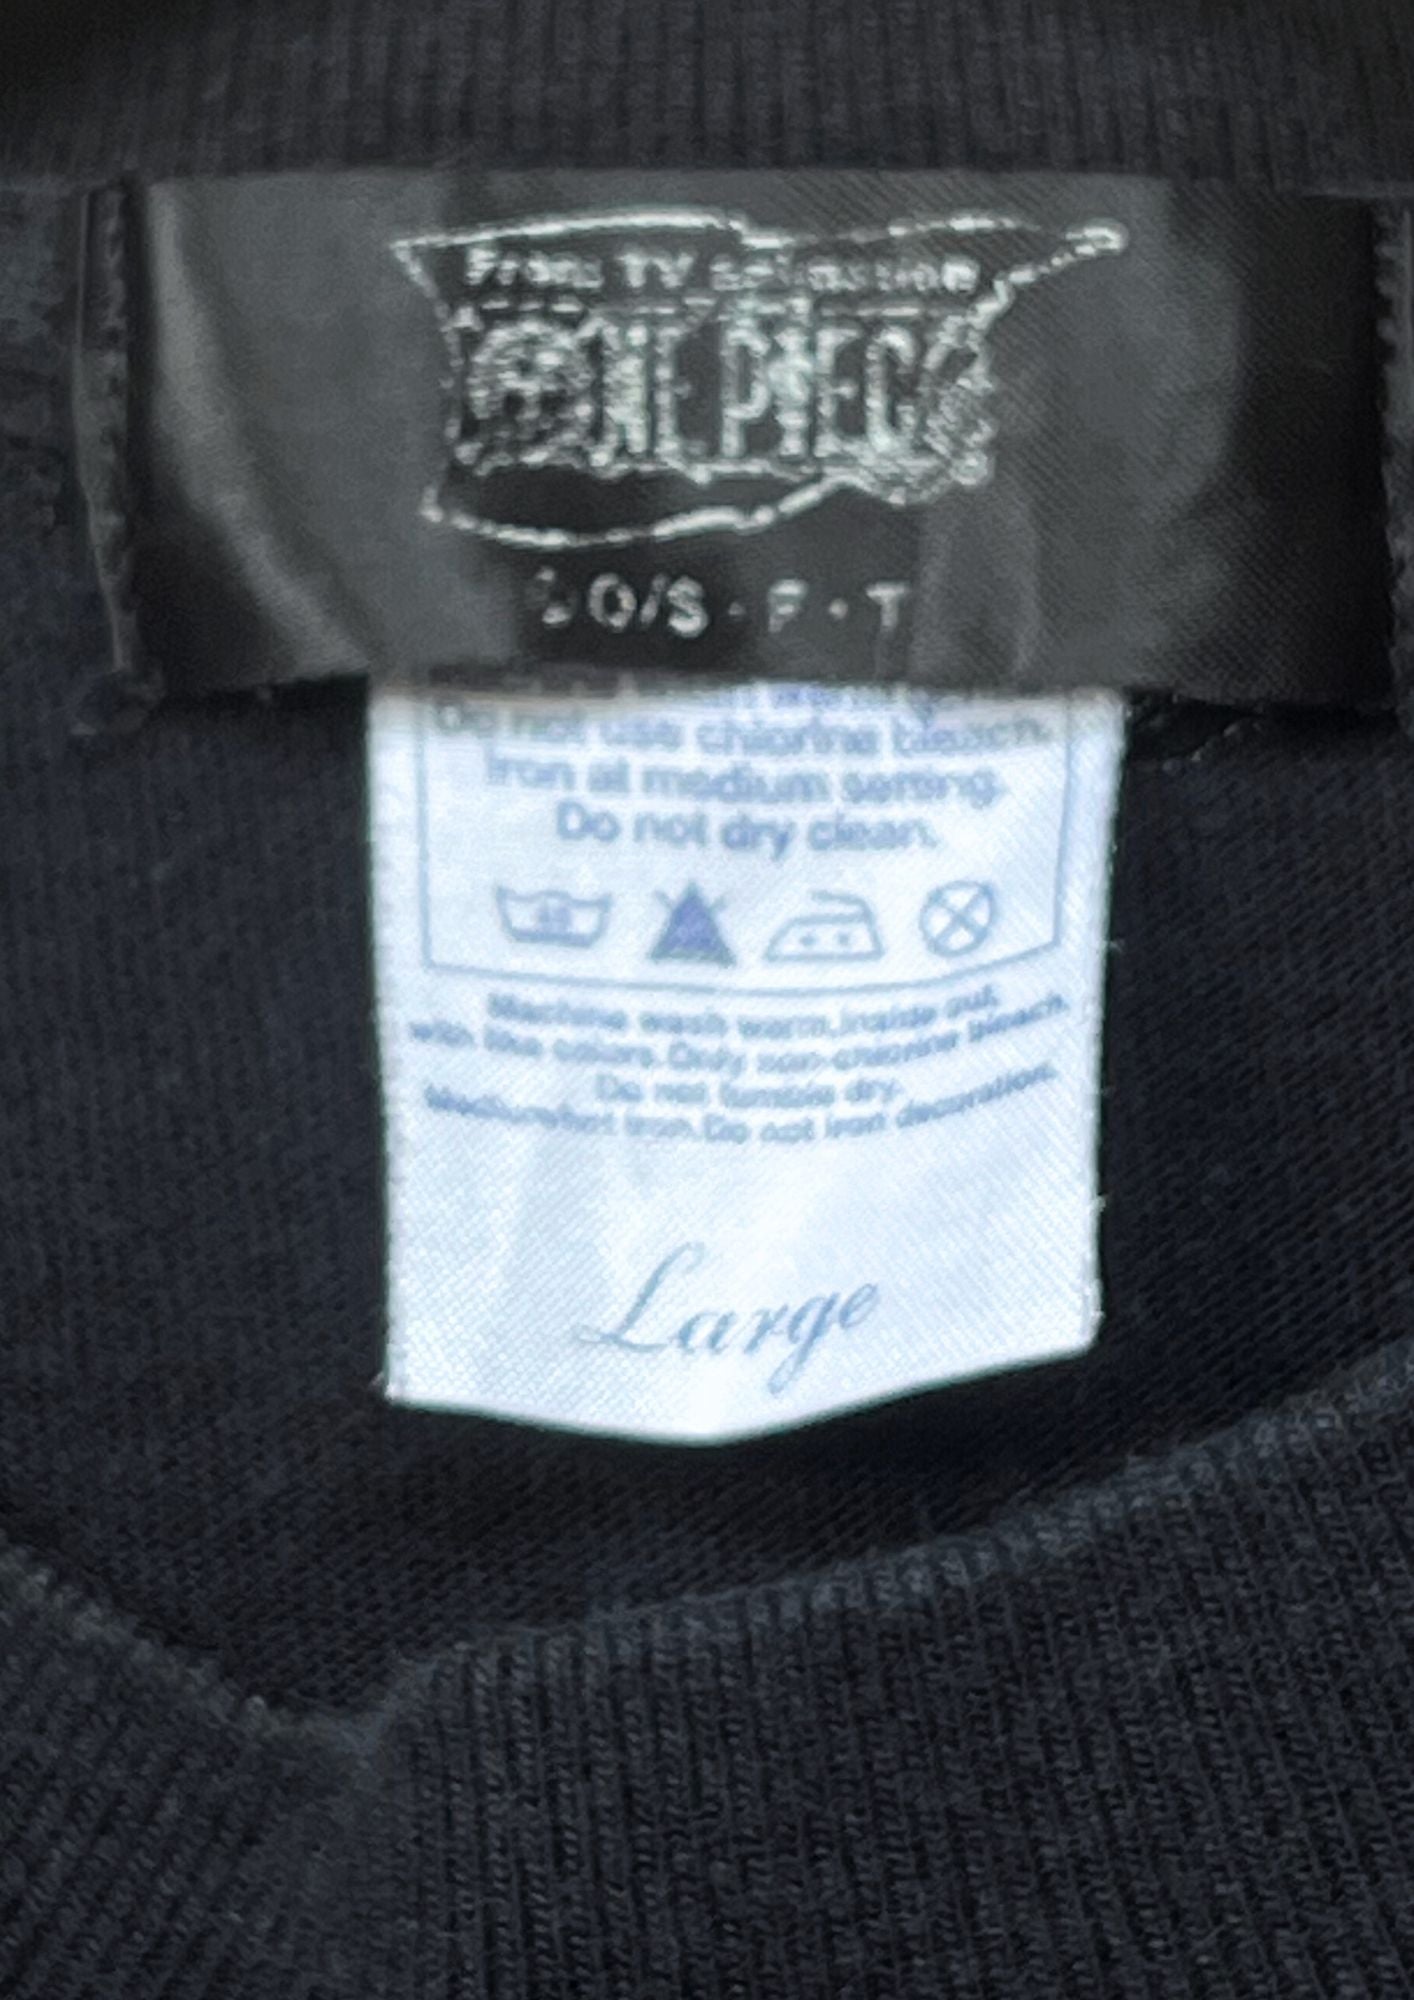 From TV animation
ONE PIECE
O/S · F · T
Do not use chlorine bleach.
Iron at medium setting.
Do not dry clean.
40
Machine wash warm, inside out,
with like colors. Only non-chlorine bleach.
Do not tumble dry.
Medium hot iron. Do not iron decoration.
Large